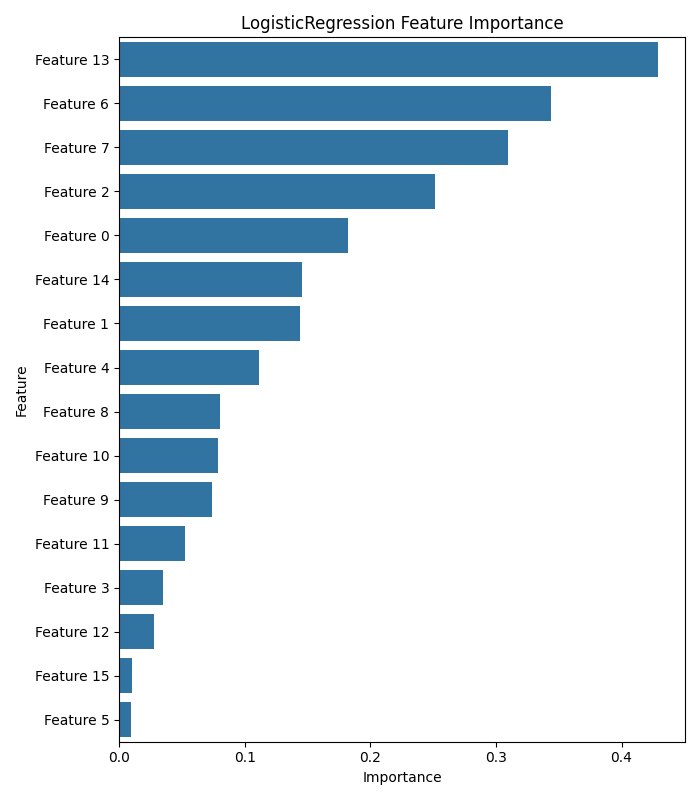 LogisticRegression Feature Importance
Feature 13
Feature 6
Feature 7
Feature 2
Feature 0
Feature 14
Feature 1
Feature 4
Feature 8
Feature 10
Feature 9
Feature 11
Feature 3
Feature 12
Feature 15
Feature 5
Feature
0.0 0.1 0.2 0.3 0.4
Importance